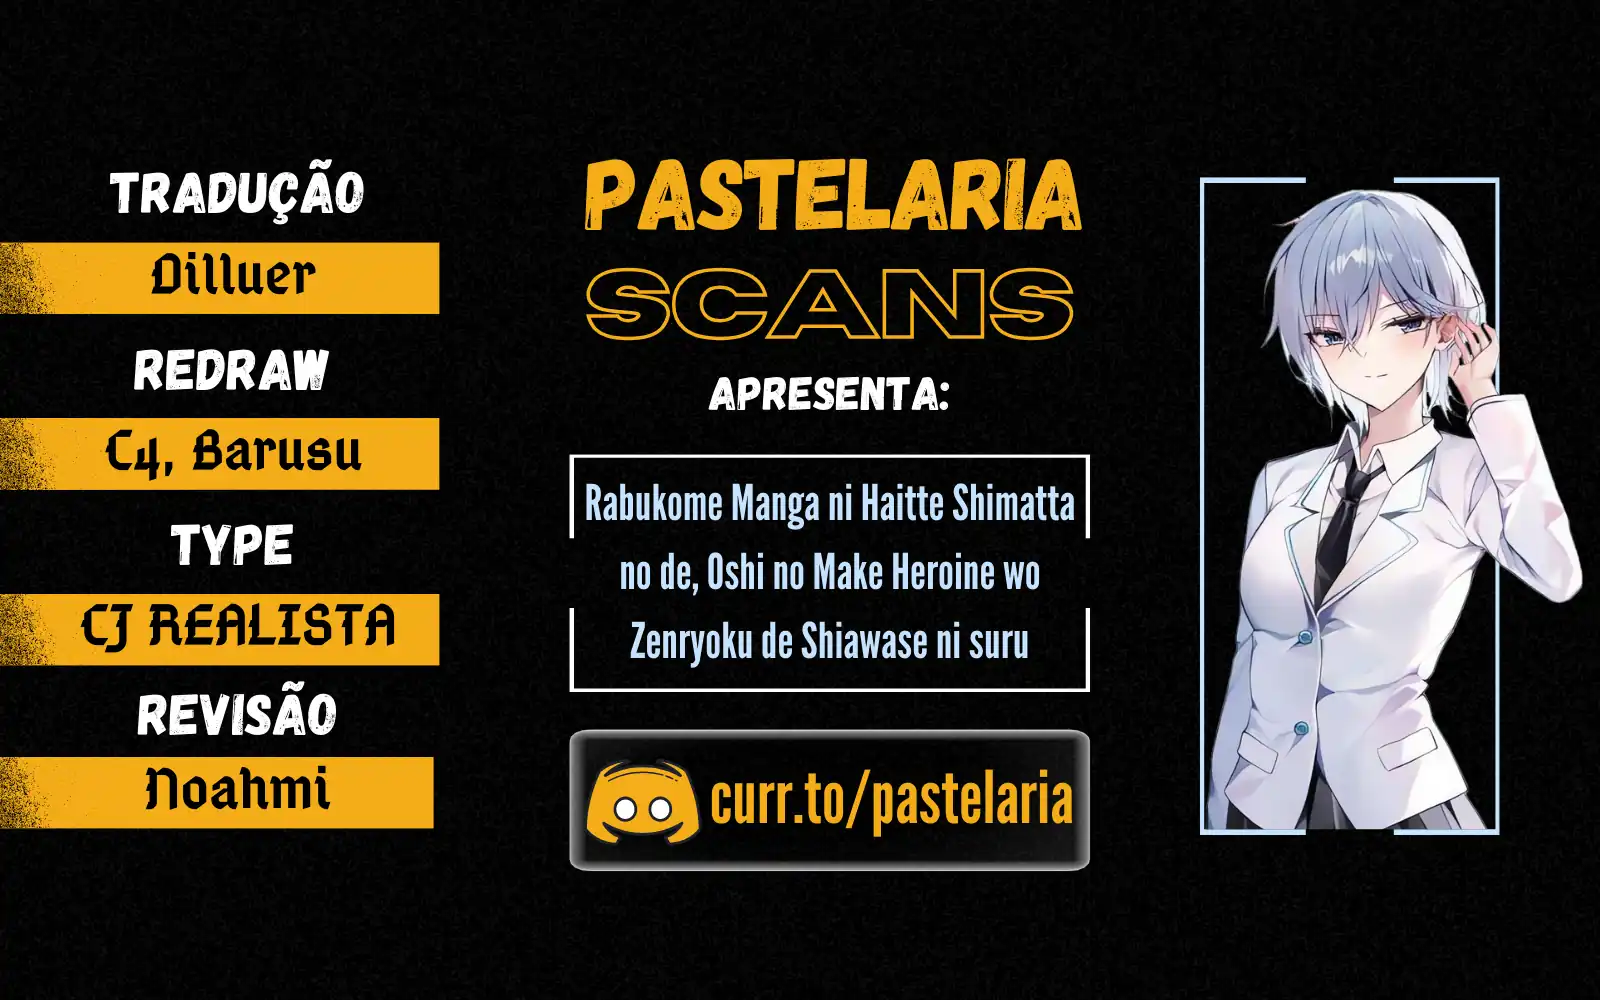 TRADUÇÃO
Dilluer
REDRAW
C4, Barusu
TYPE
CJ REALISTA
REVISÃO
Noahmi
PASTELARIA
SCANS
APRESENTA:
Rabukome Manga ni Haitte Shimatta
no de, Oshi no Make Heroine wo
Zenryoku de Shiawase ni suru
curr.to/pastelaria